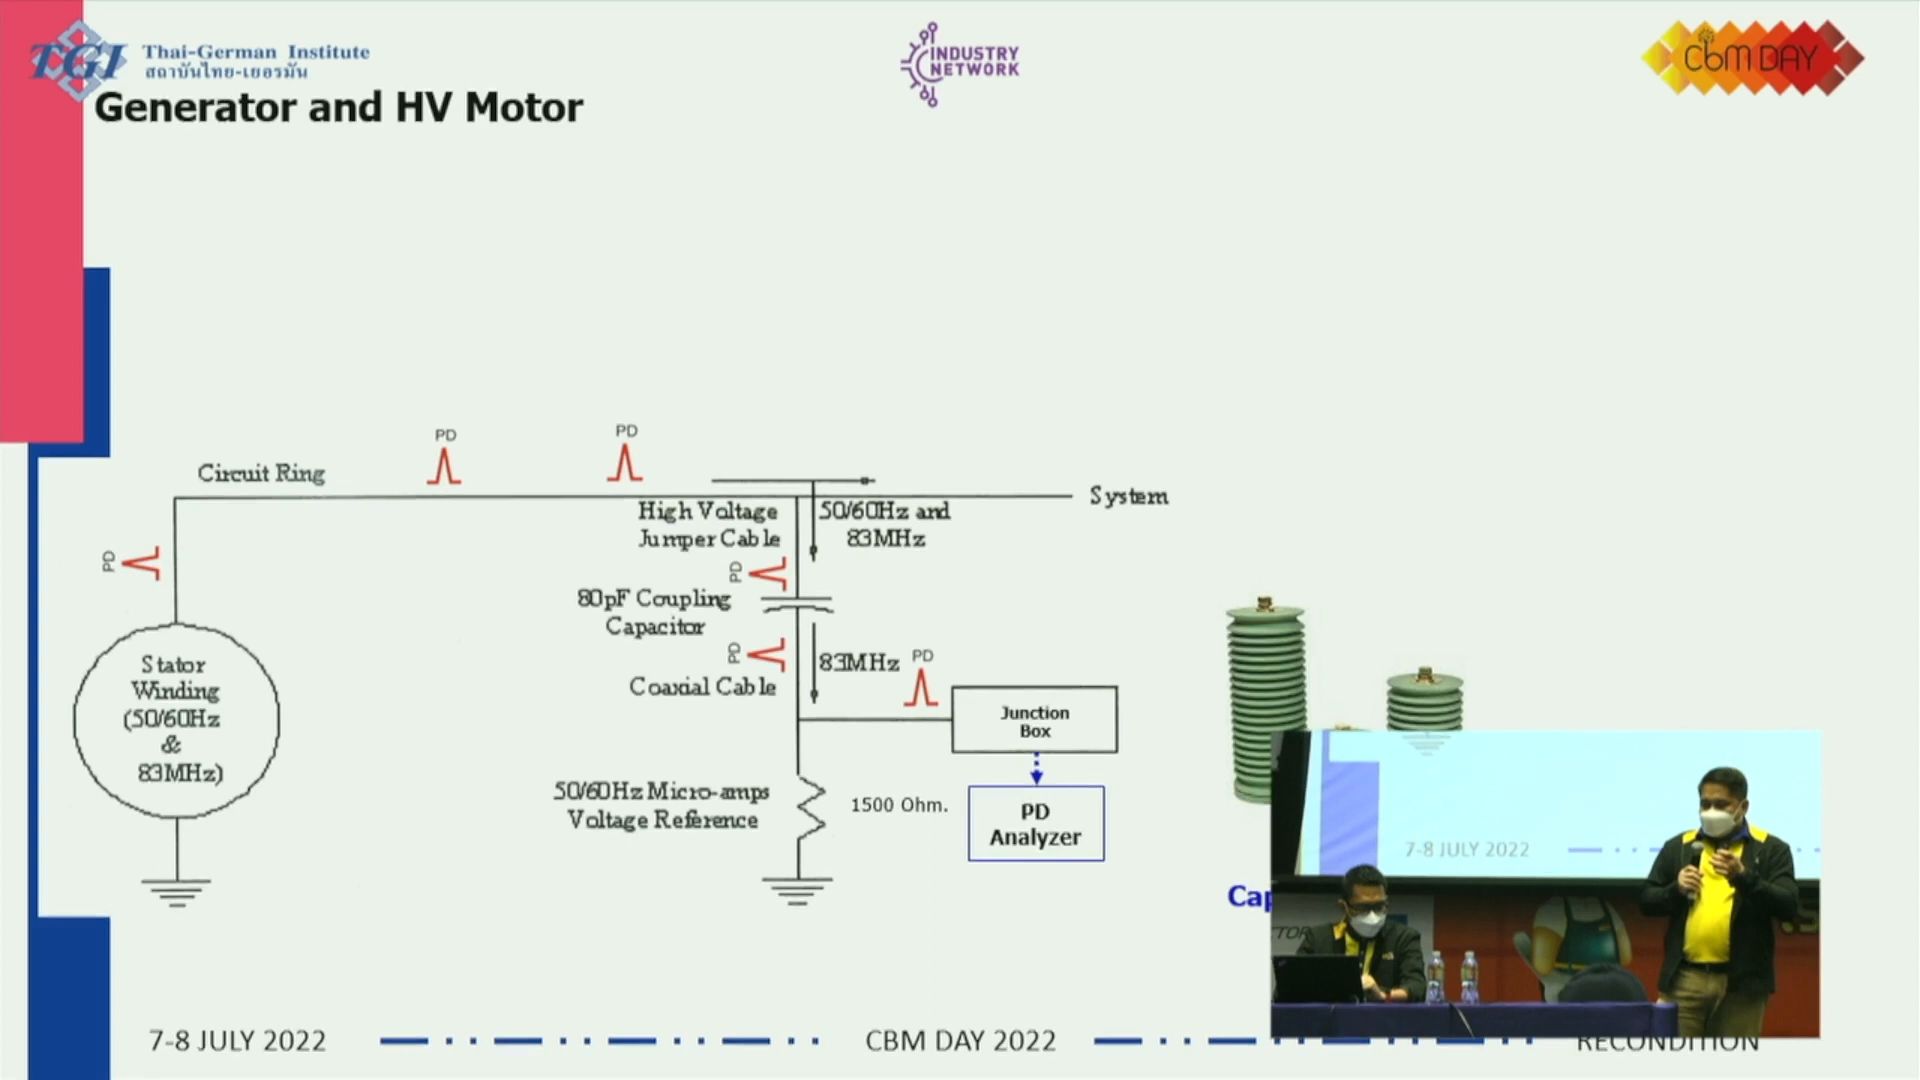 TGI
Thai-German Institute
สถาบันไทย-เยอรมัน
INDUSTRY
NETWORK
CbM DAY
Generator and HV Motor
PD
PD
Circuit Ring
System
High Voltage
Jumper Cable
50/60Hz and
83MHz
PD
PD
80pF Coupling
Capacitor
PD
83MHz
PD
Coaxial Cable
Stator
Winding
(50/60Hz
&
83MHz)
Junction
Box
50/60Hz Micro-amps
Voltage Reference
1500 Ohm.
PD
Analyzer
7-8 JULY 2022
Cap
7-8 JULY 2022
CBM DAY 2022
RECONDITION